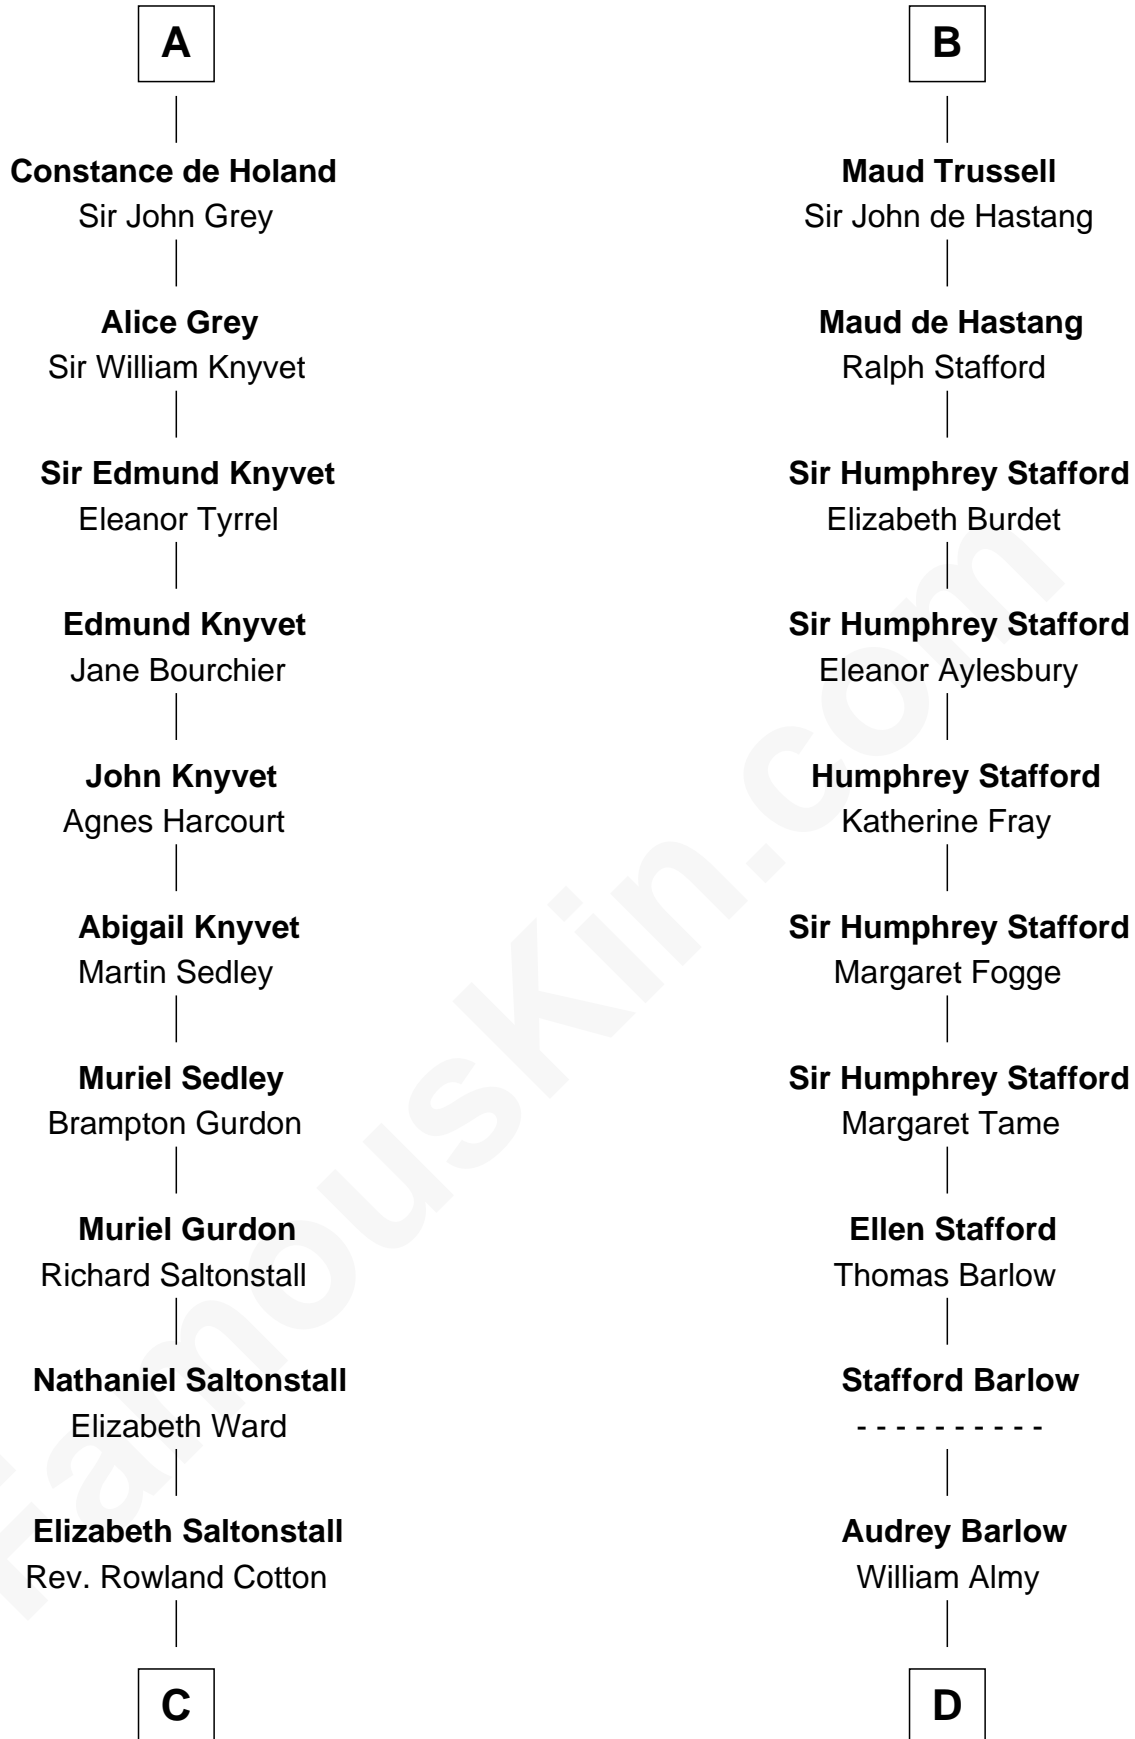 A
Constance de Holand
Sir John Grey
Alice Grey
Sir William Knyvet
Sir Edmund Knyvet
Eleanor Tyrrel
Edmund Knyvet
Jane Bourchier
John Knyvet
Agnes Harcourt
Abigail Knyvet
Martin Sedley
Muriel Sedley
Brampton Gurdon
Muriel Gurdon
Richard Saltonstall
Nathaniel Saltonstall
Elizabeth Ward
Elizabeth Saltonstall
Rev. Rowland Cotton
C
B
Maud Trussell
Sir John de Hastang
Maud de Hastang
Ralph Stafford
Sir Humphrey Stafford
Elizabeth Burdet
Sir Humphrey Stafford
Eleanor Aylesbury
Humphrey Stafford
Katherine Fray
Sir Humphrey Stafford
Margaret Fogge
Sir Humphrey Stafford
Margaret Tame
Ellen Stafford
Thomas Barlow
Stafford Barlow
- - - - - - - - - -
Audrey Barlow
William Almy
D
FamousKin.com